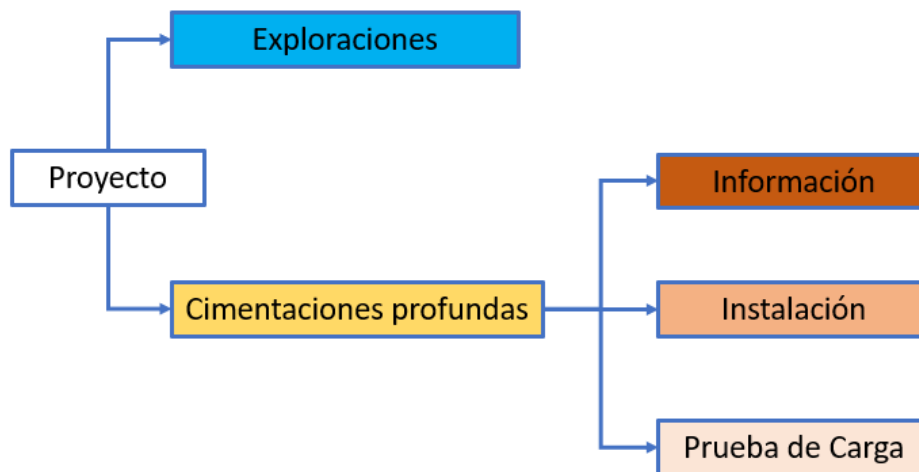 Exploraciones
Proyecto
Información
Cimentaciones profundas
Instalación
Prueba de Carga